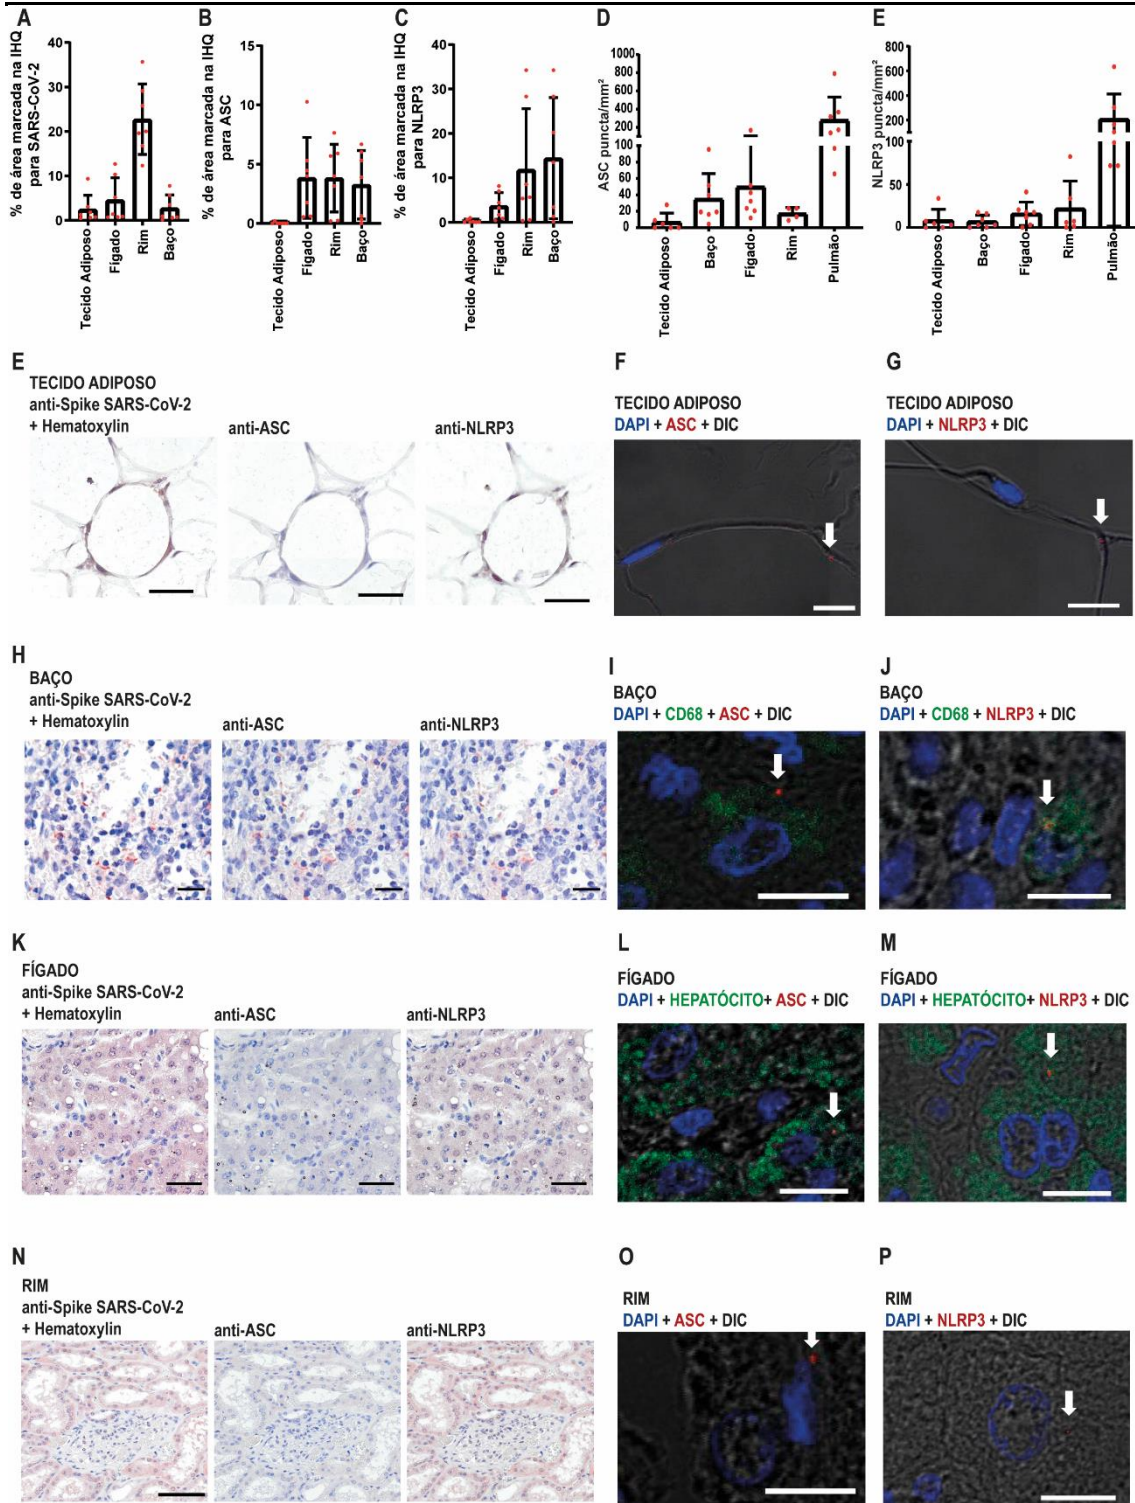 A
% de área marcada na IHQ
para SARS-CoV-2
40
30
20
10
0
Tecido Adiposo
Fígado
Rim
Baço
B
% de área marcada na IHQ
para ASC
15
10
5
0
Tecido Adiposo
Fígado
Rim
Baço
C
% de área marcada na IHQ
para NLRP3
40
30
20
10
0
Tecido Adiposo
Fígado
Rim
Baço
D
ASC puncta/mm²
1000
800
600
400
200
100
80
60
40
20
0
Tecido Adiposo
Baço
Fígado
Rim
Pulmão
E
NLRP3 puncta/mm²
800
600
400
200
100
50
0
Tecido Adiposo
Baço
Fígado
Rim
Pulmão
E
TECIDO ADIPOSO
anti-Spike SARS-CoV-2
+ Hematoxylin
anti-ASC
anti-NLRP3
F
TECIDO ADIPOSO
DAPI + ASC + DIC
G
TECIDO ADIPOSO
DAPI + NLRP3 + DIC
H
BAÇO
anti-Spike SARS-CoV-2
+ Hematoxylin
anti-ASC
anti-NLRP3
I
BAÇO
DAPI + CD68 + ASC + DIC
J
BAÇO
DAPI + CD68 + NLRP3 + DIC
K
FÍGADO
anti-Spike SARS-CoV-2
+ Hematoxylin
anti-ASC
anti-NLRP3
L
FÍGADO
DAPI + HEPATÓCITO+ ASC + DIC
M
FÍGADO
DAPI + HEPATÓCITO+ NLRP3 + DIC
N
RIM
anti-Spike SARS-CoV-2
+ Hematoxylin
anti-ASC
anti-NLRP3
O
RIM
DAPI + ASC + DIC
P
RIM
DAPI + NLRP3 + DIC